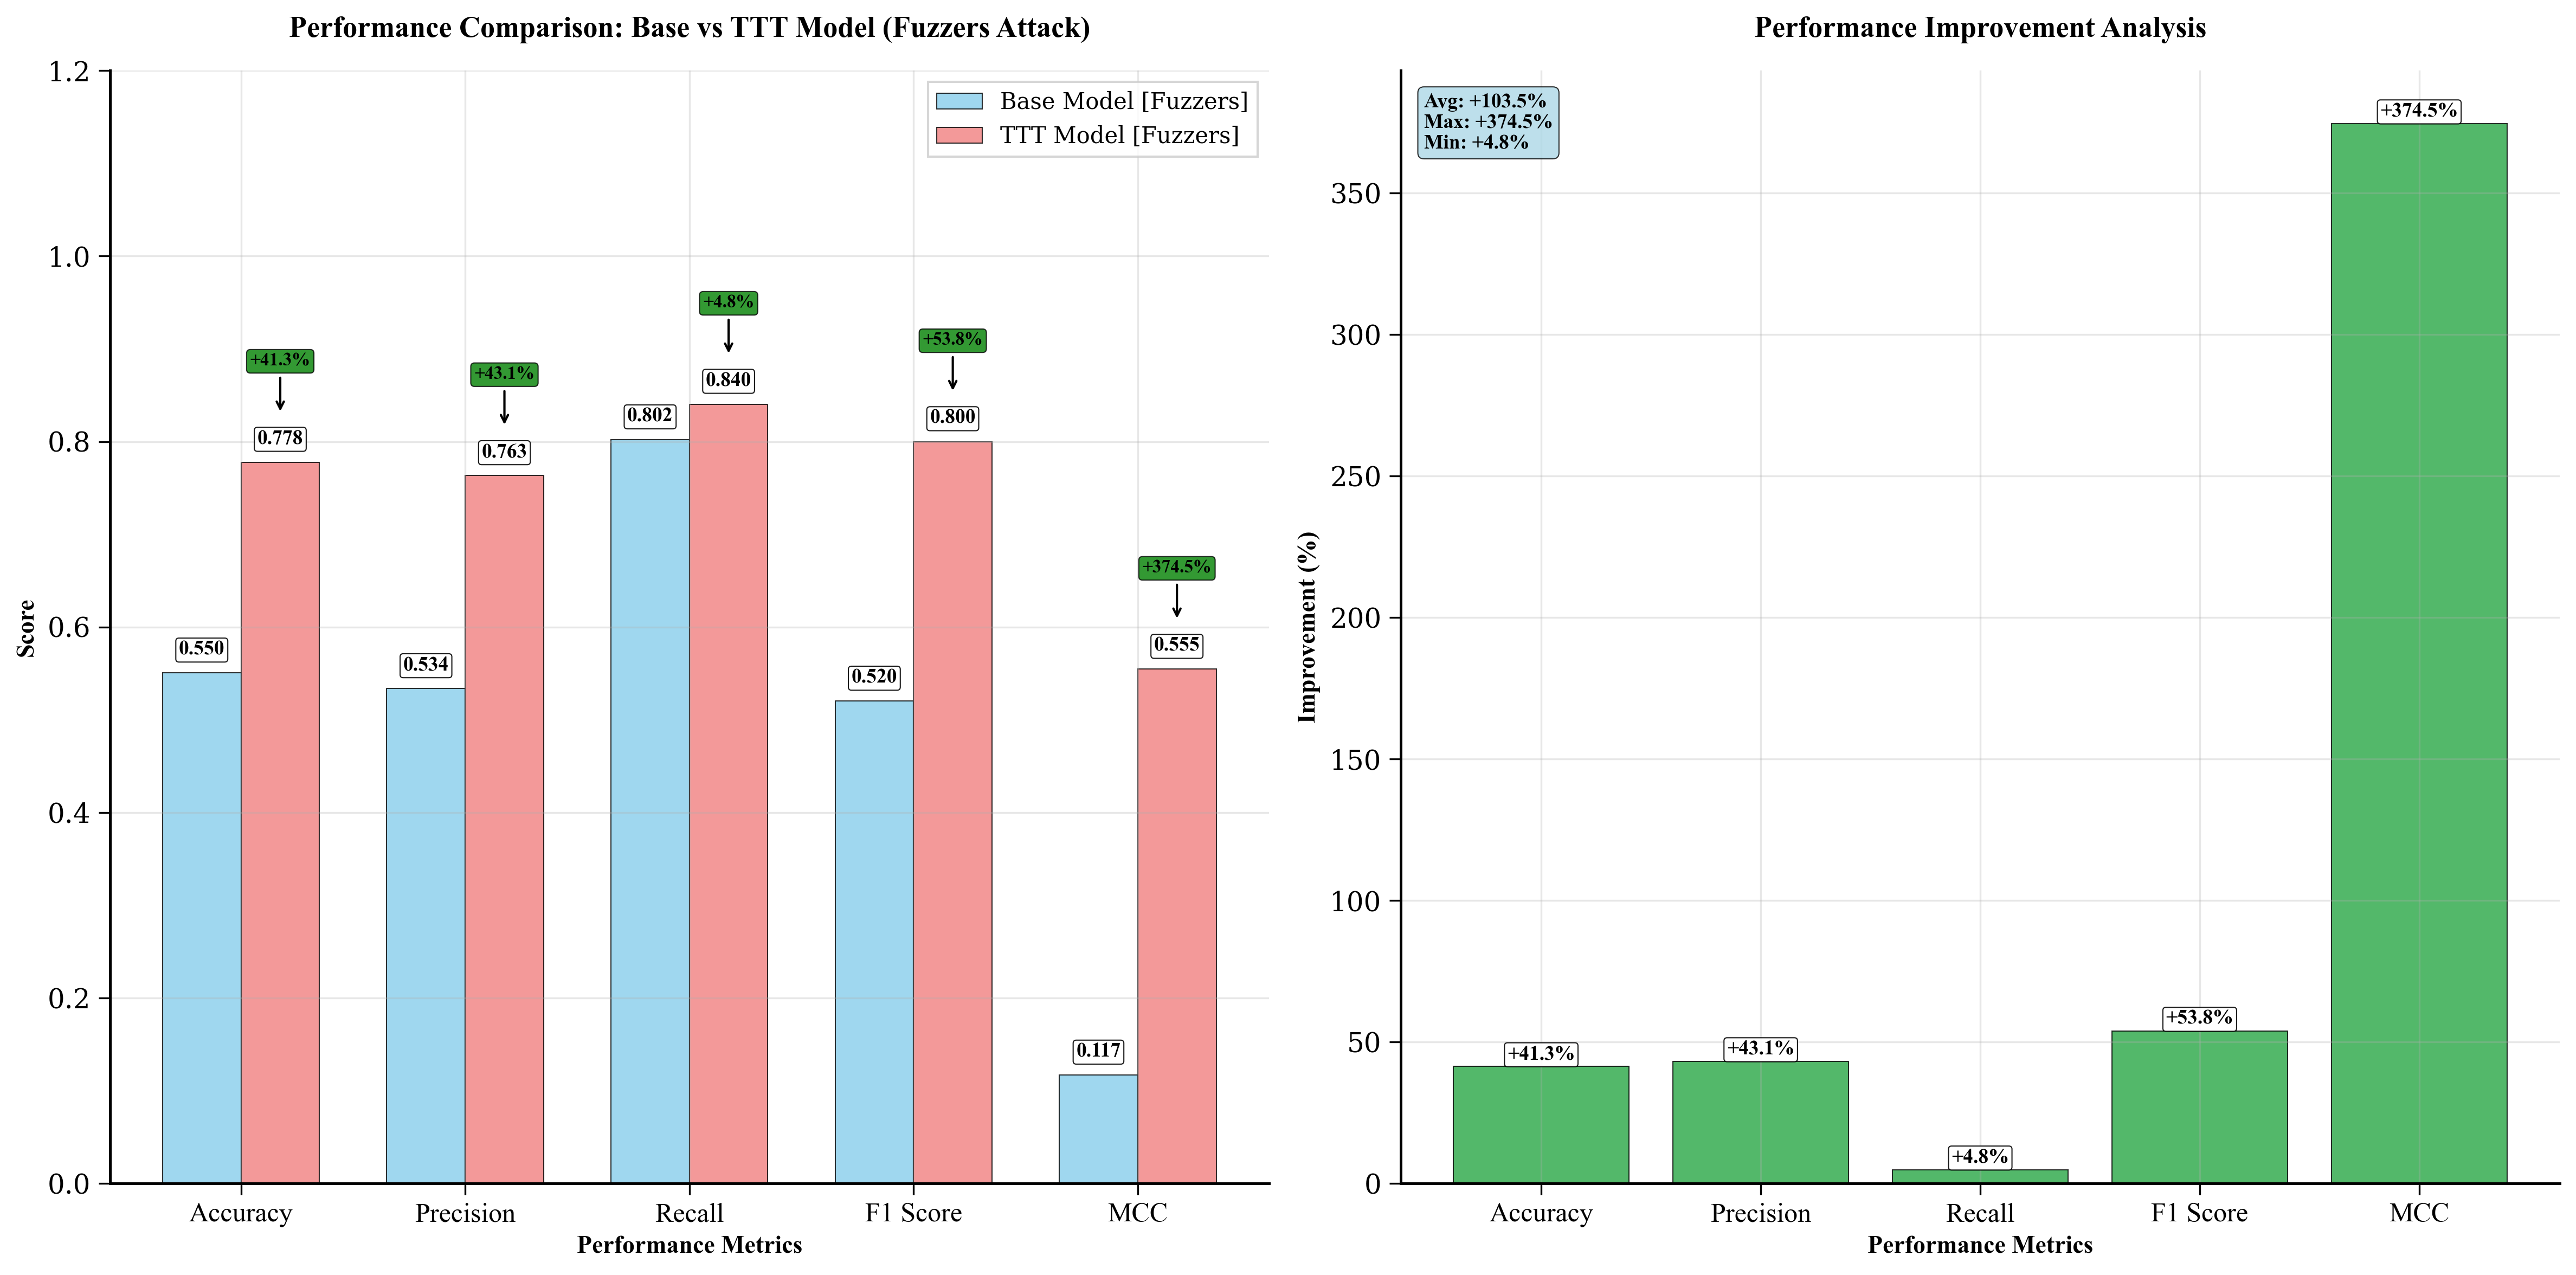 Performance Comparison: Base vs TTT Model (Fuzzers Attack)
Base Model [Fuzzers]
TTT Model [Fuzzers]
Score
1.2
1.0
0.8
0.6
0.4
0.2
0.0
+41.3%
+43.1%
+4.8%
+53.8%
+374.5%
0.550
0.778
0.534
0.763
0.802
0.840
0.520
0.800
0.117
0.555
Accuracy
Precision
Recall
F1 Score
MCC
Performance Metrics
Performance Improvement Analysis
Avg: +103.5%
Max: +374.5%
Min: +4.8%
Improvement (%)
350
300
250
200
150
100
50
0
+41.3%
+43.1%
+4.8%
+53.8%
+374.5%
Accuracy
Precision
Recall
F1 Score
MCC
Performance Metrics